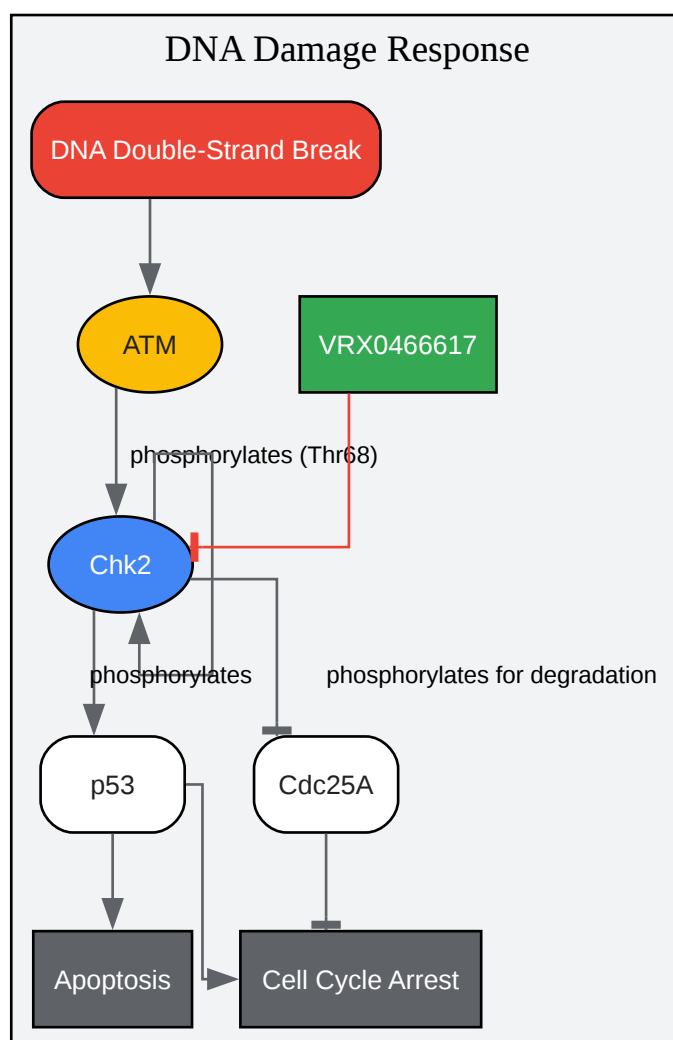 DNA Damage Response
DNA Double-Strand Break
ATM
VRX0466617
phosphorylates (Thr68)
Chk2
phosphorylates
phosphorylates for degradation
p53
Cdc25A
Apoptosis
Cell Cycle Arrest